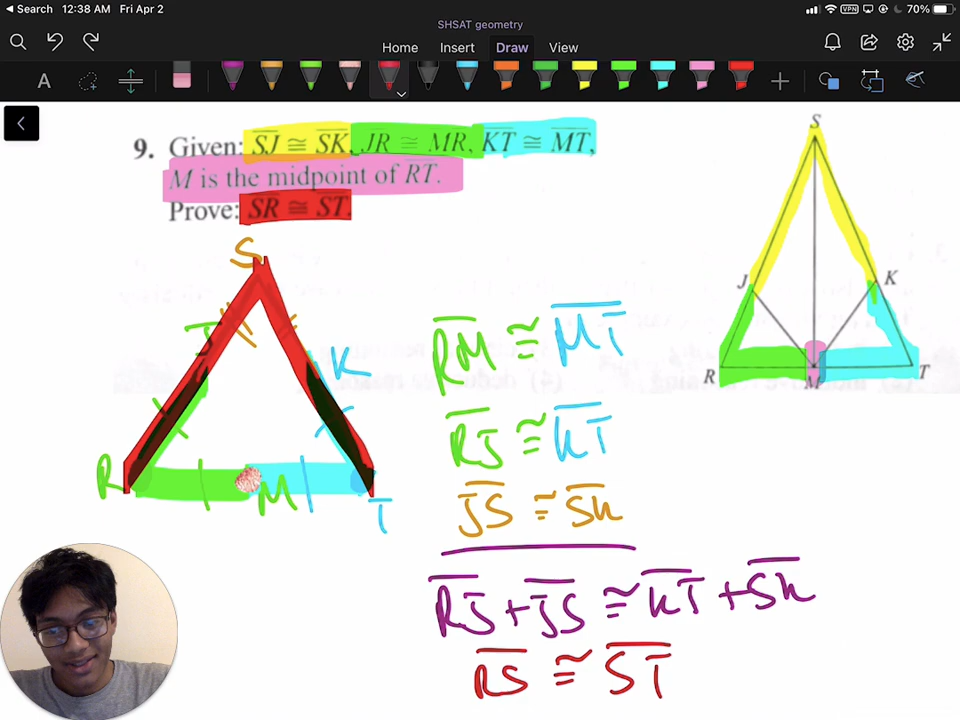 Search 12:38 AM Fri Apr 2 VPN 70%
SHSAT geometry
Home Insert Draw View
A
9. Given: SJ ≅ SK, JR ≅ MR, KT ≅ MT,
M is the midpoint of RT.
Prove: SR ≅ ST.
S
J K
R M T
S
J
K
R
M
T
RM ≅ MT
RJ ≅ KT
JS ≅ SK
RJ + JS ≅ KT + SK
RS ≅ ST